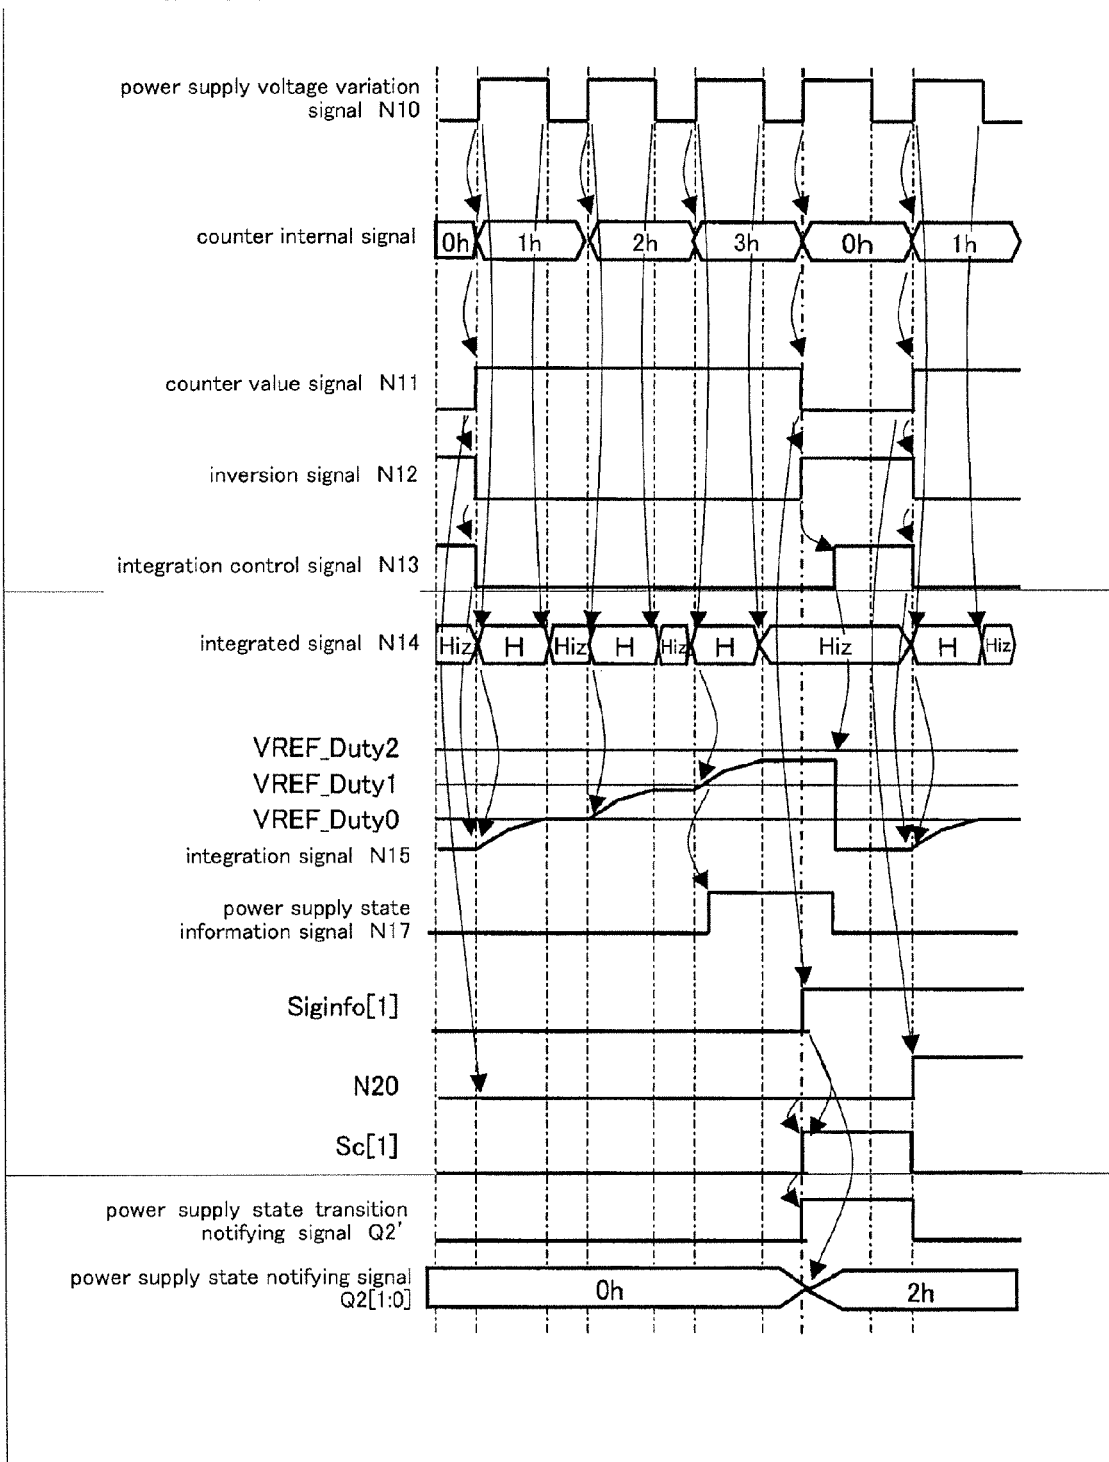 power supply voltage variation
signal N10
counter internal signal
0h 1h 2h 3h 0h 1h
counter value signal N11
inversion signal N12
integration control signal N13
integrated signal N14
Hiz H Hiz H Hiz H Hiz H Hiz
VREF_Duty2
VREF_Duty1
VREF_Duty0
integration signal N15
power supply state
information signal N17
Siginfo[1]
N20
Sc[1]
power supply state transition
notifying signal Q2'
power supply state notifying signal
Q2[1:0]
0h 2h